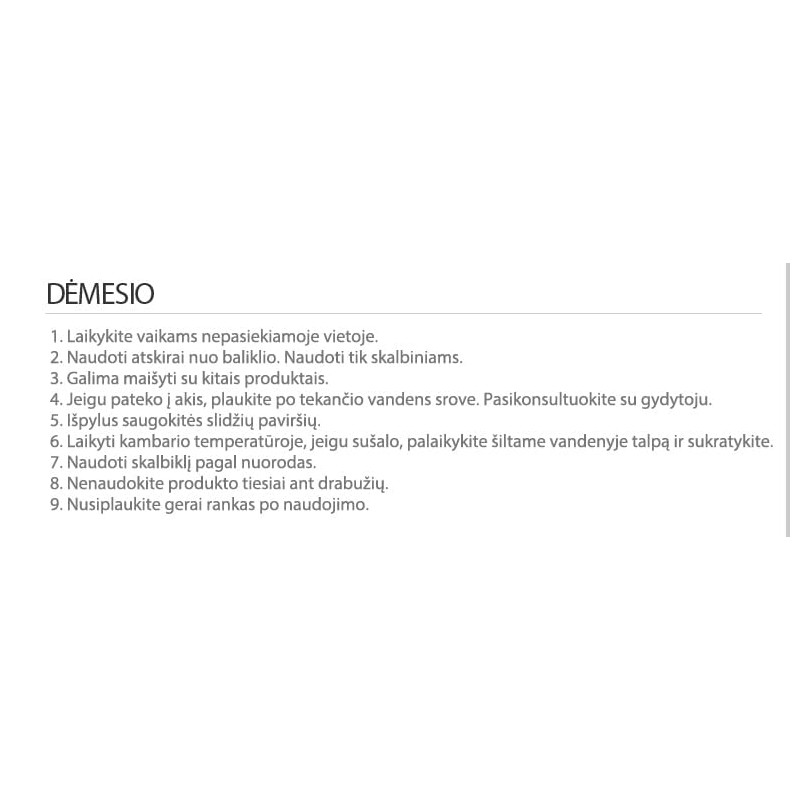 DĖMESIO
1. Laikykite vaikams nepasiekiamoje vietoje.
2. Naudoti atskirai nuo baliklio. Naudoti tik skalbiniams.
3. Galima maišyti su kitais produktais.
4. Jeigu pateko į akis, plaukite po tekančio vandens srove. Pasikonsultuokite su gydytoju.
5. Išpylus saugokitės slidžių paviršių.
6. Laikyti kambario temperatūroje, jeigu sušalo, palaikykite šiltame vandenyje talpą ir sukratykite.
7. Naudoti skalbiklį pagal nuorodas.
8. Nenaudokite produkto tiesiai ant drabužių.
9. Nusiplaukite gerai rankas po naudojimo.